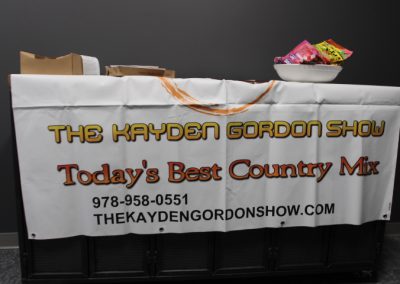 THE KAYDEN GORDON SHOW
Today's Best Country Mix
978-958-0551
THEKAYDENGORDONSHOW.COM